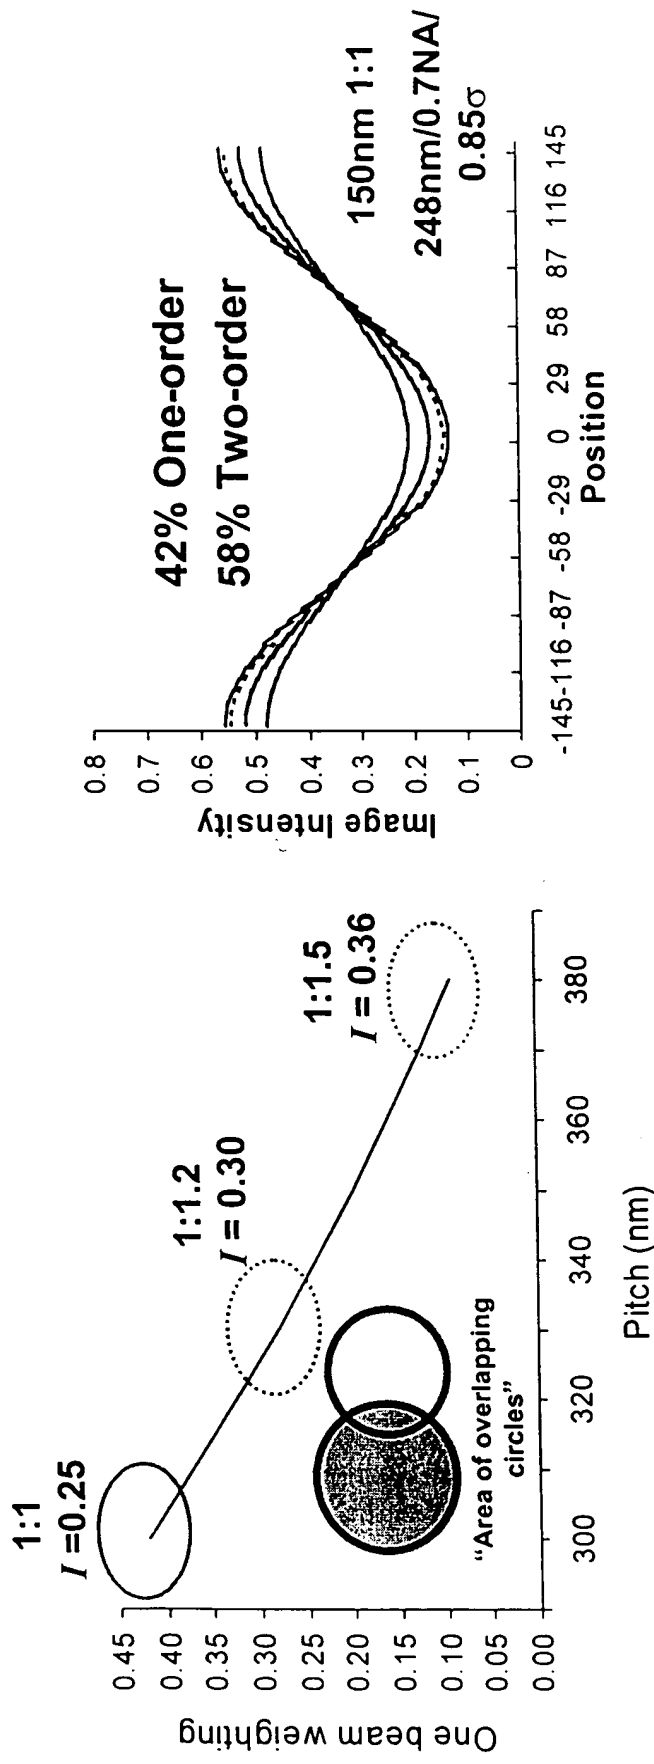 1:1
I =0.25
1:1.2
I = 0.30
1:1.5
I = 0.36
"Area of overlapping
circles"
One beam weighting
0.45
0.40
0.35
0.30
0.25
0.20
0.15
0.10
0.05
0.00
300
320
340
360
380
Pitch (nm)
42% One-order
58% Two-order
150nm 1:1
248nm/0.7NA/
0.85σ
Image Intensity
0.8
0.7
0.6
0.5
0.4
0.3
0.2
0.1
0
-145 -116 -87 -58 -29 0 29 58 87 116 145
Position